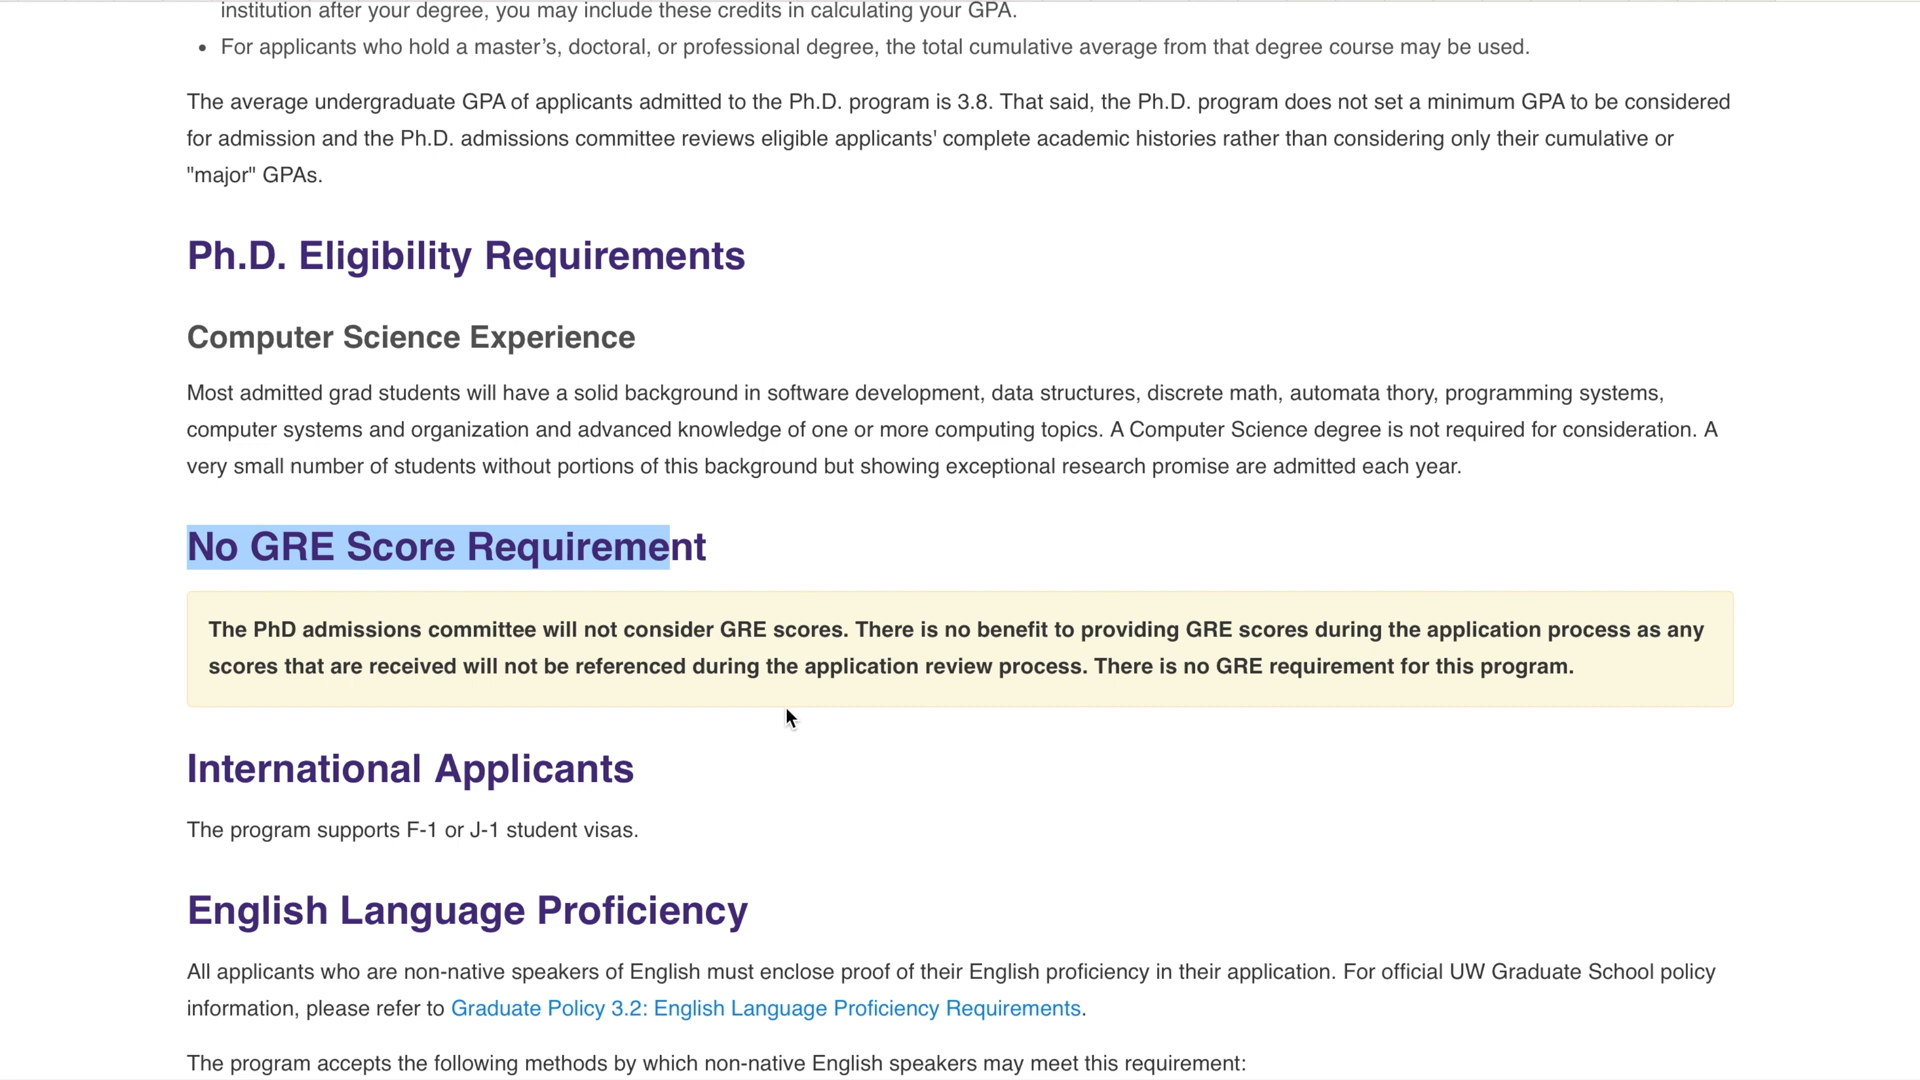 institution after your degree, you may include these credits in calculating your GPA.
• For applicants who hold a master’s, doctoral, or professional degree, the total cumulative average from that degree course may be used.
The average undergraduate GPA of applicants admitted to the Ph.D. program is 3.8. That said, the Ph.D. program does not set a minimum GPA to be considered
for admission and the Ph.D. admissions committee reviews eligible applicants' complete academic histories rather than considering only their cumulative or
"major" GPAs.
Ph.D. Eligibility Requirements
Computer Science Experience
Most admitted grad students will have a solid background in software development, data structures, discrete math, automata thory, programming systems,
computer systems and organization and advanced knowledge of one or more computing topics. A Computer Science degree is not required for consideration. A
very small number of students without portions of this background but showing exceptional research promise are admitted each year.
No GRE Score Requirement
The PhD admissions committee will not consider GRE scores. There is no benefit to providing GRE scores during the application process as any
scores that are received will not be referenced during the application review process. There is no GRE requirement for this program.
International Applicants
The program supports F-1 or J-1 student visas.
English Language Proficiency
All applicants who are non-native speakers of English must enclose proof of their English proficiency in their application. For official UW Graduate School policy
information, please refer to Graduate Policy 3.2: English Language Proficiency Requirements.
The program accepts the following methods by which non-native English speakers may meet this requirement: